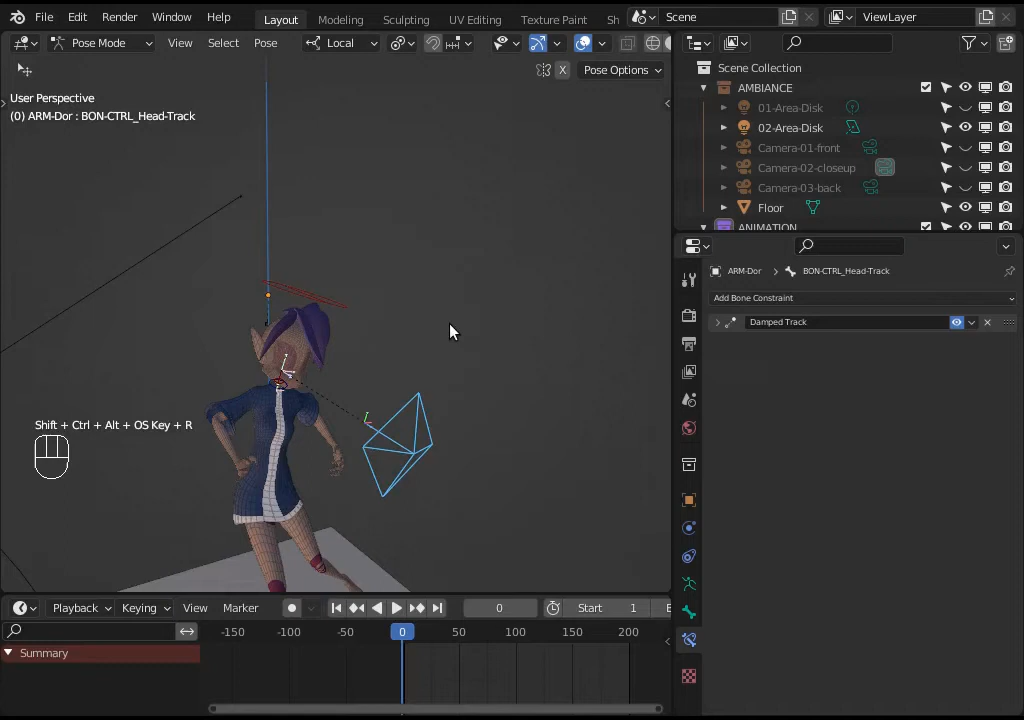 File Edit Render Window Help Layout Modeling Sculpting UV Editing Texture Paint Sh Scene ViewLayer
Pose Mode View Select Pose Local
X Pose Options
User Perspective
(0) ARM-Dor : BON-CTRL_Head-Track
Shift + Ctrl + Alt + OS Key + R
Scene Collection
AMBIANCE
01-Area-Disk
02-Area-Disk
Camera-01-front
Camera-02-closeup
Camera-03-back
Floor
ANIMATION
ARM-Dor BON-CTRL_Head-Track
Add Bone Constraint
Damped Track
Playback Keying View Marker 0 Start 1 E
-150 -100 -50 0 50 100 150 200
Summary